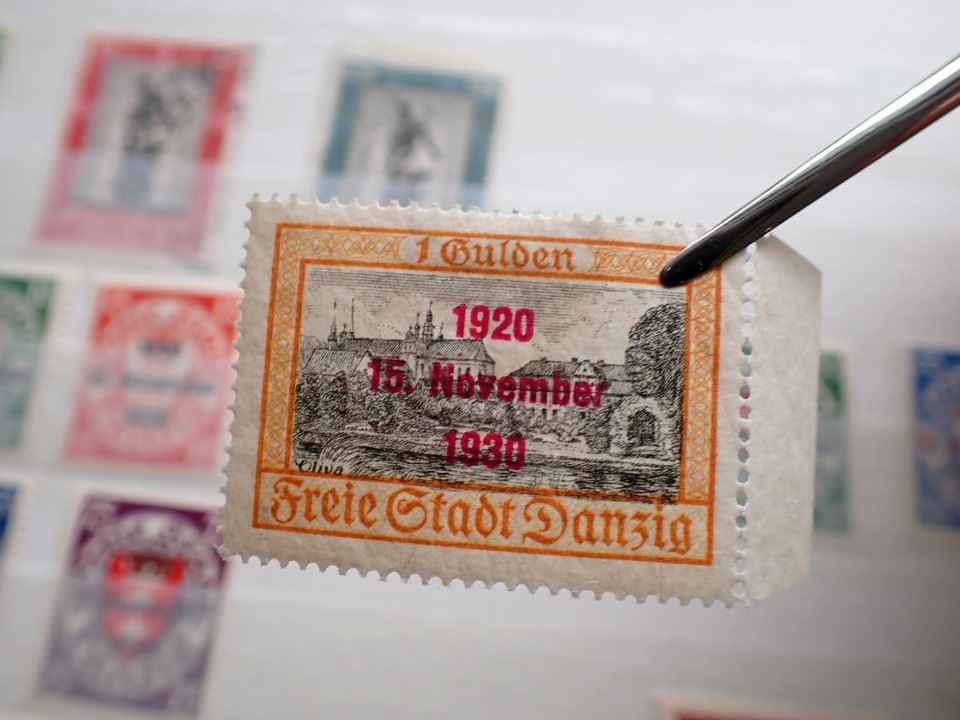 1 Gulden
1920
15. November
1930
Oliva
Freie Stadt Danzig